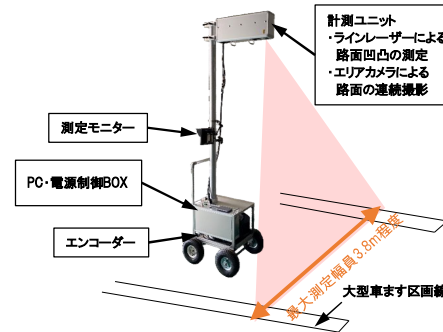 計測ユニット
・ラインレーザーによる
路面凹凸の測定
・エリアカメラによる
路面の連続撮影
測定モニター
PC・電源制御BOX
エンコーダー
最大測定幅員3.8m程度
大型車ます区画線